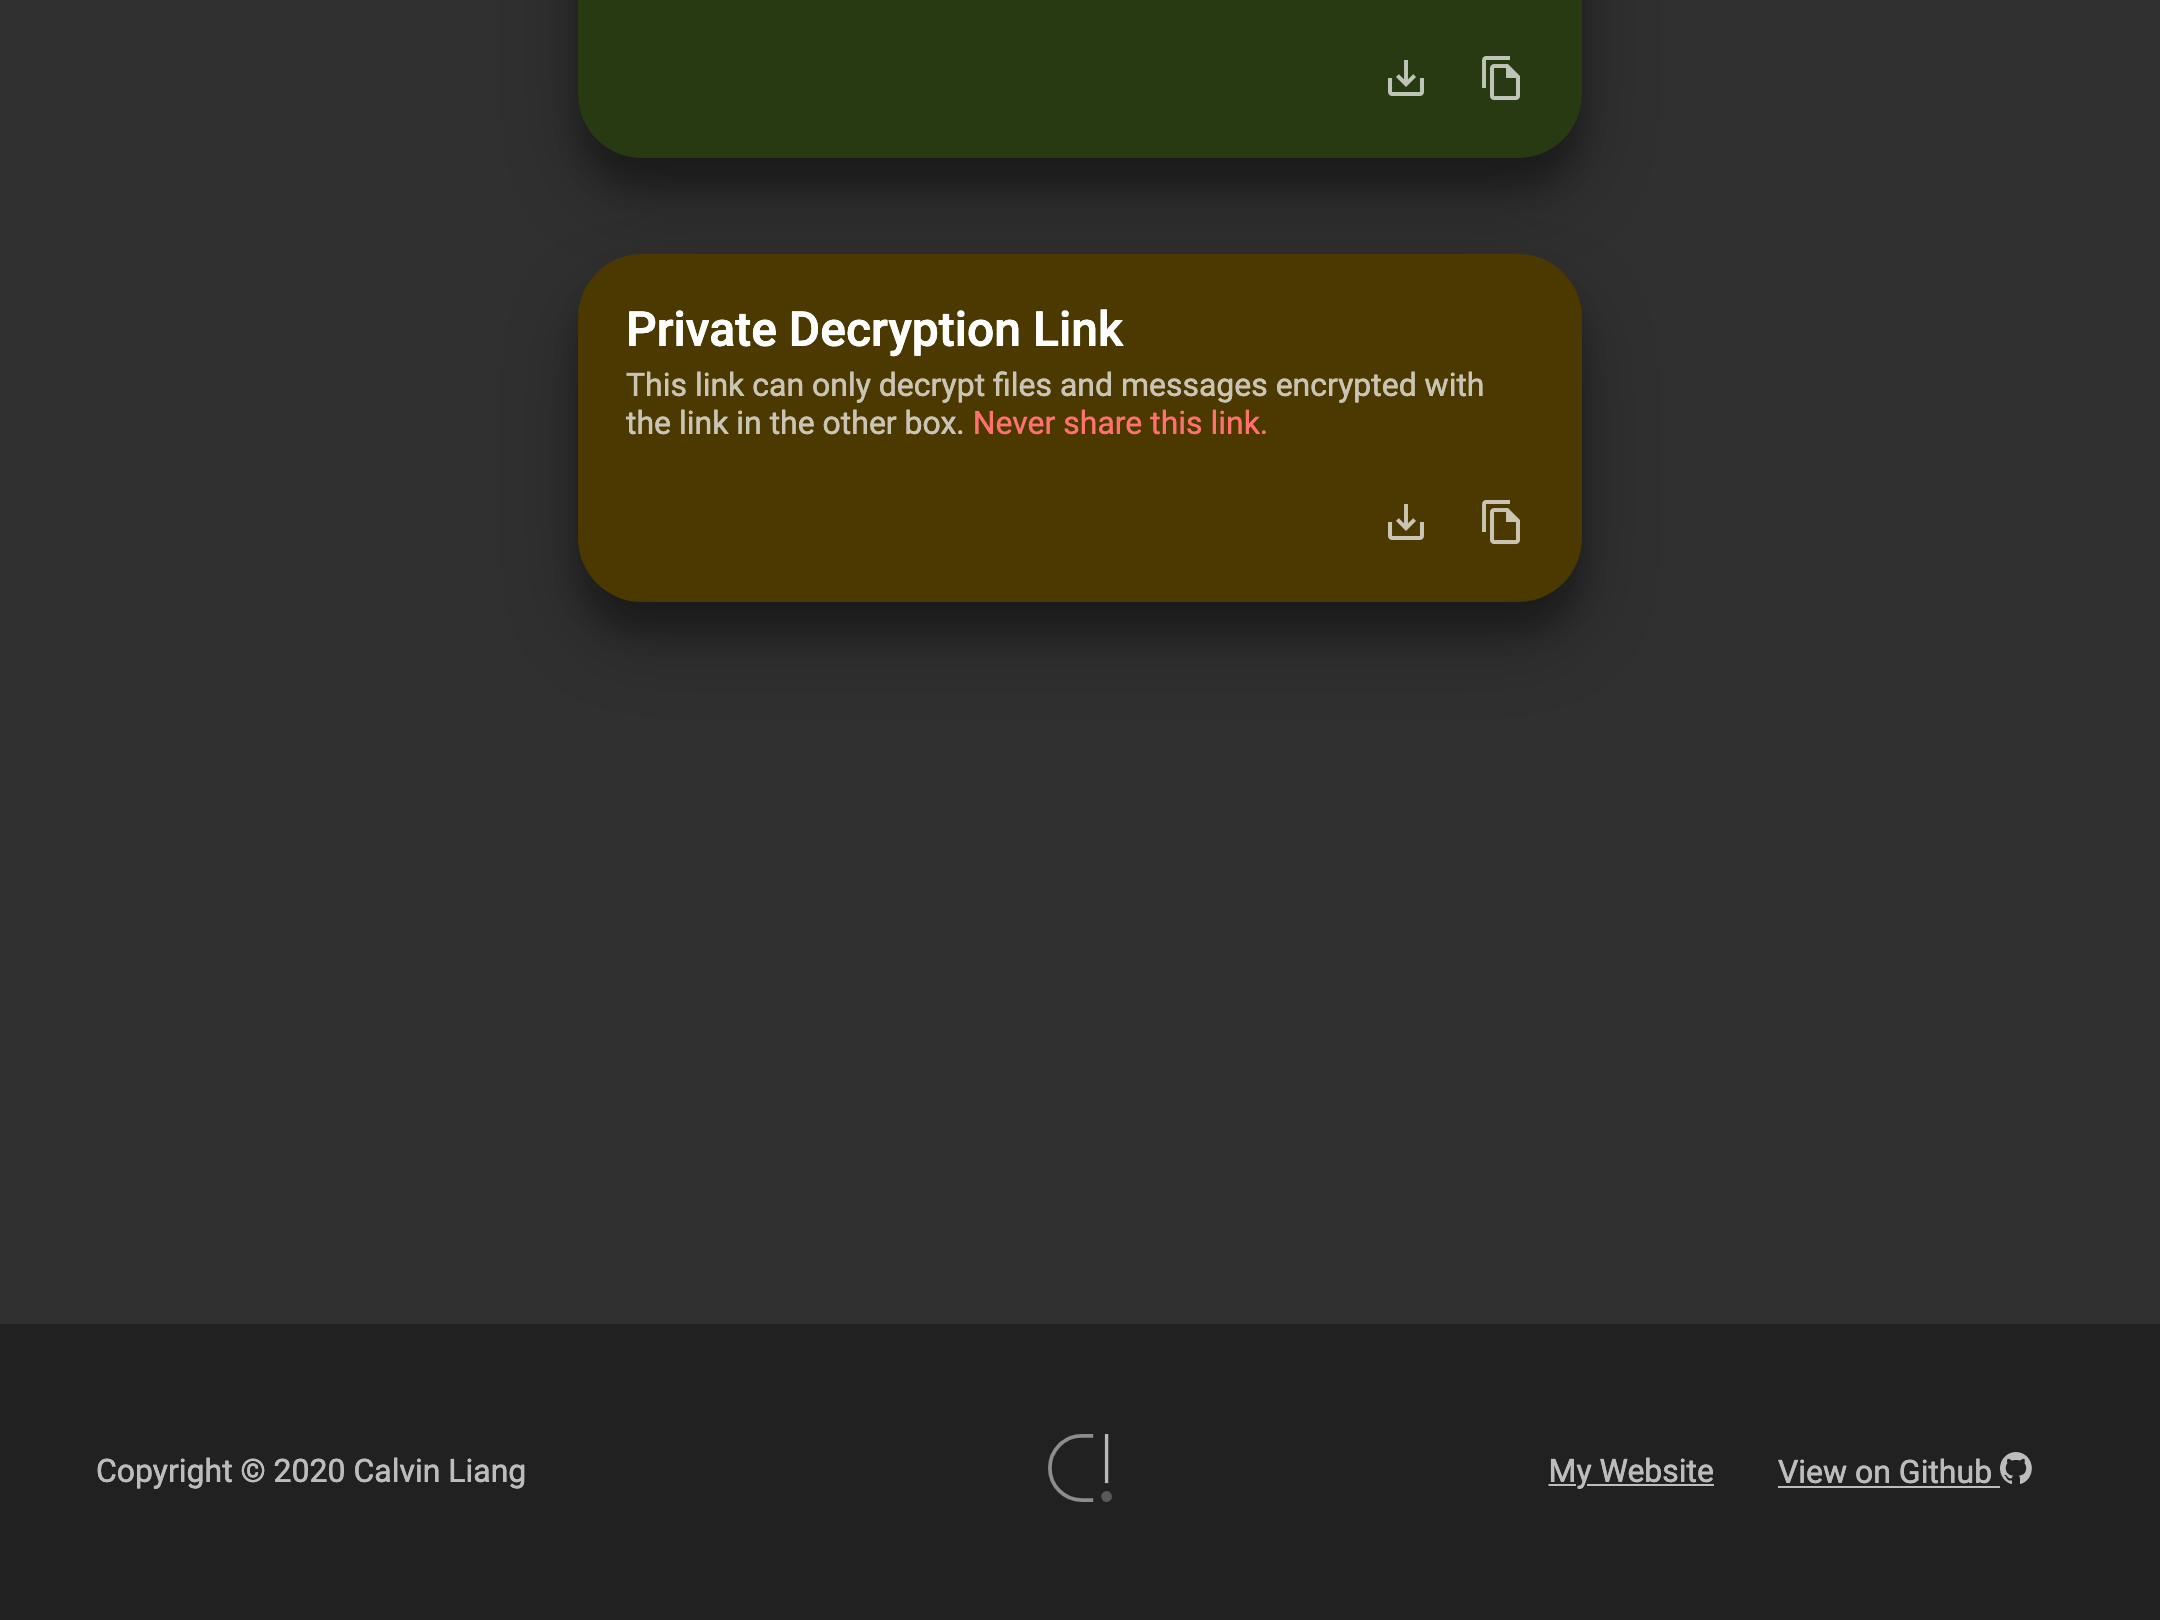 Private Decryption Link
This link can only decrypt files and messages encrypted with
the link in the other box. Never share this link.
Copyright © 2020 Calvin Liang
My Website
View on Github